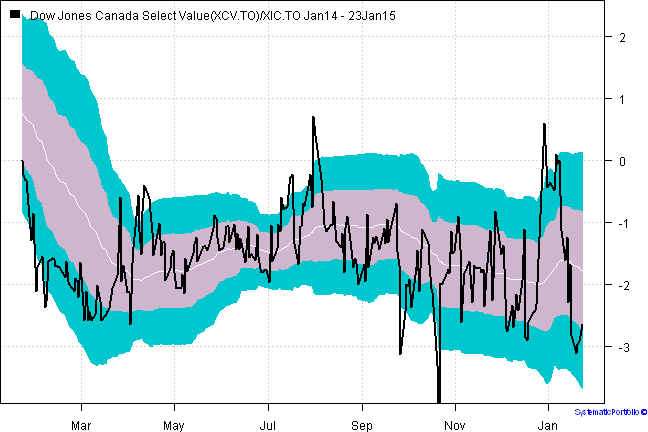 Dow Jones Canada Select Value(XCV.TO)/XIC.TO Jan14 - 23Jan15
2
1
0
-1
-2
-3
Mar May Jul Sep Nov Jan
SystematicPortfolio ©